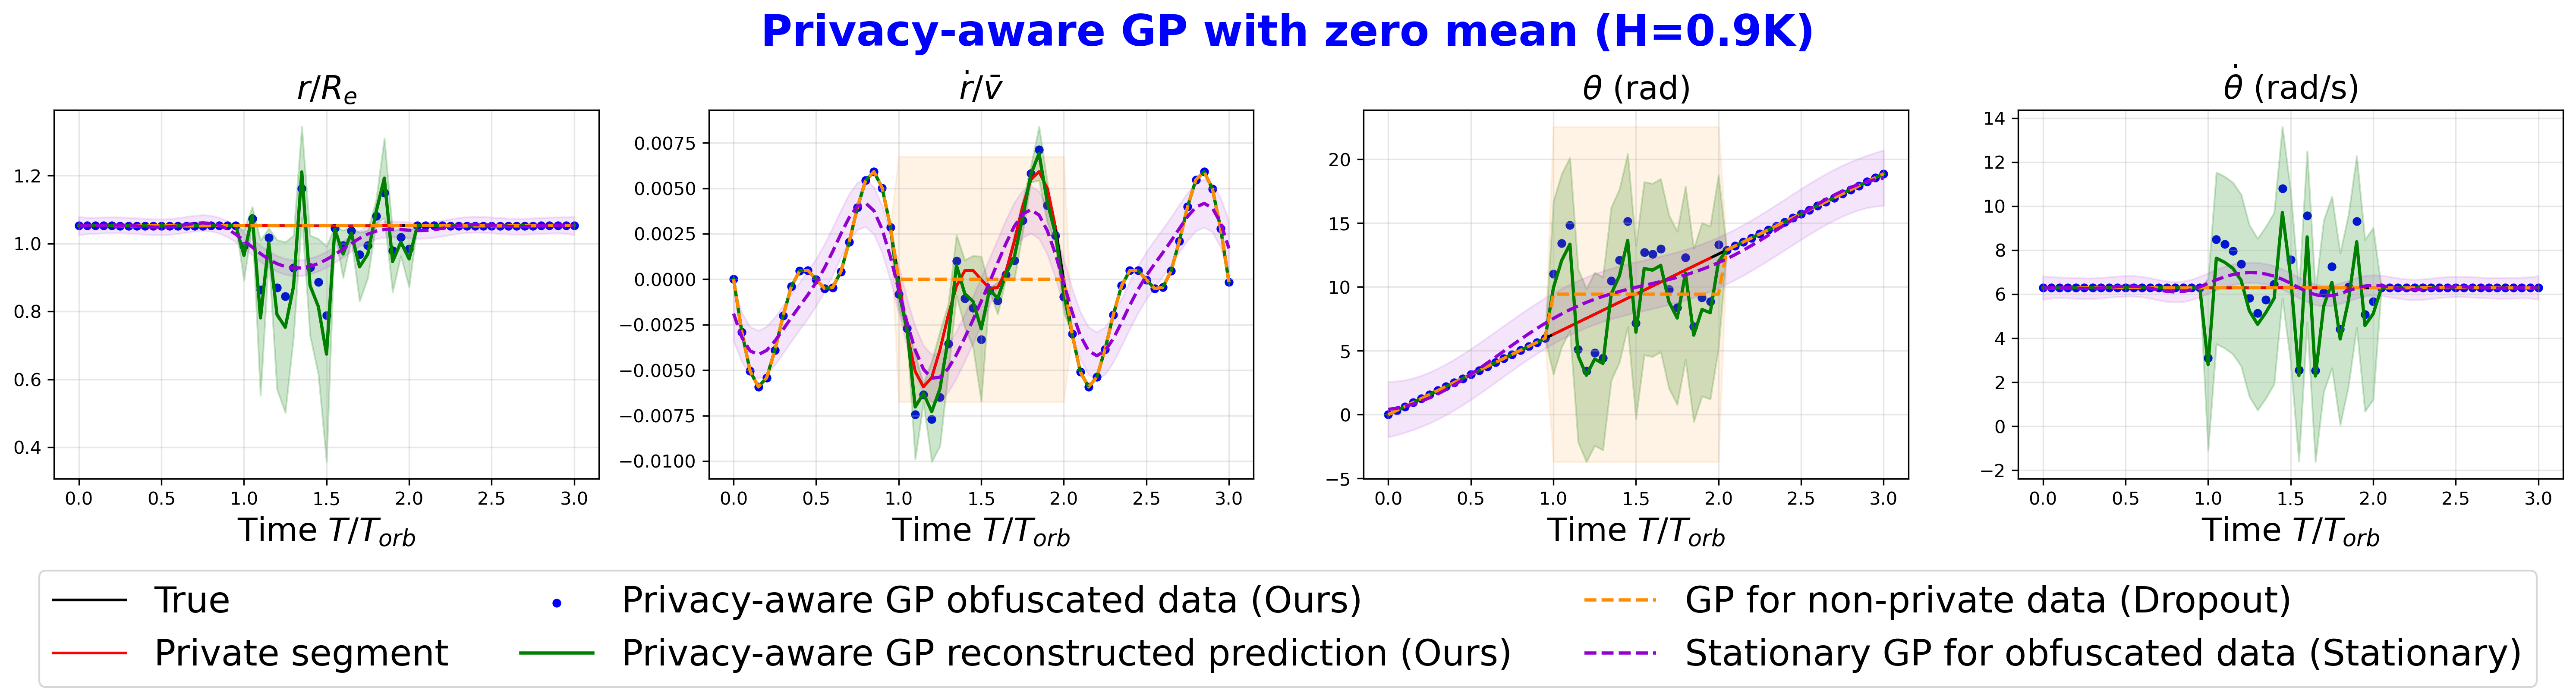 Privacy-aware GP with zero mean (H=0.9K)
r/Rₑ
1.2
1.0
0.8
0.6
0.4
0.0 0.5 1.0 1.5 2.0 2.5 3.0
Time T/Tₒᵣb
ṙ/v̄
0.0075
0.0050
0.0025
0.0000
−0.0025
−0.0050
−0.0075
−0.0100
0.0 0.5 1.0 1.5 2.0 2.5 3.0
Time T/Tₒᵣb
θ (rad)
20
15
10
5
0
−5
0.0 0.5 1.0 1.5 2.0 2.5 3.0
Time T/Tₒᵣb
θ̇ (rad/s)
14
12
10
8
6
4
2
0
−2
0.0 0.5 1.0 1.5 2.0 2.5 3.0
Time T/Tₒᵣb
True
Private segment
Privacy-aware GP obfuscated data (Ours)
Privacy-aware GP reconstructed prediction (Ours)
GP for non-private data (Dropout)
Stationary GP for obfuscated data (Stationary)